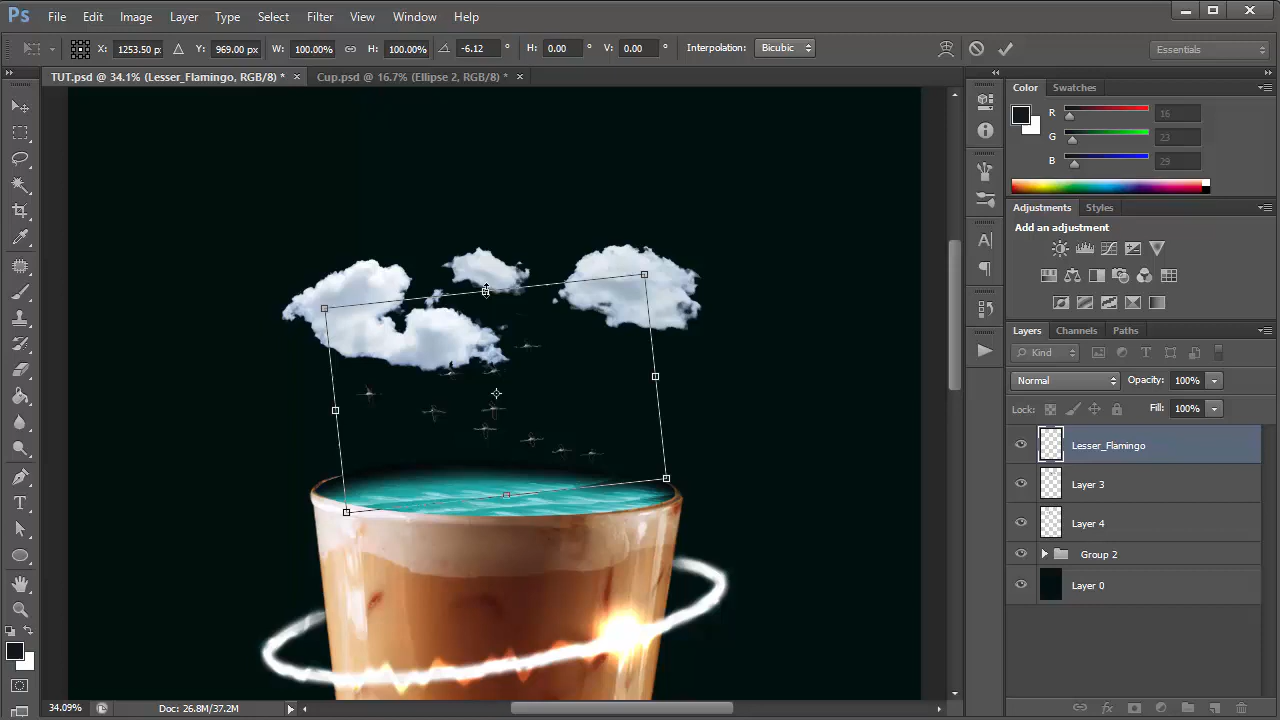 Ps File Edit Image Layer Type Select Filter View Window Help
X: 1253.50 p: Y: 969.00 px W: 100.00% H: 100.00% -6.12 ° H: 0.00 ° V: 0.00 ° Interpolation: Bicubic Essentials
TUT.psd @ 34.1% (Lesser_Flamingo, RGB/8) * × Cup.psd @ 16.7% (Ellipse 2, RGB/8) * ×
Color Swatches
R 16
G 23
B 29
Adjustments Styles
Add an adjustment
Layers Channels Paths
Kind
Normal Opacity: 100%
Lock: Fill: 100%
Lesser_Flamingo
Layer 3
Layer 4
Group 2
Layer 0
34.09% Doc: 26.8M/37.2M